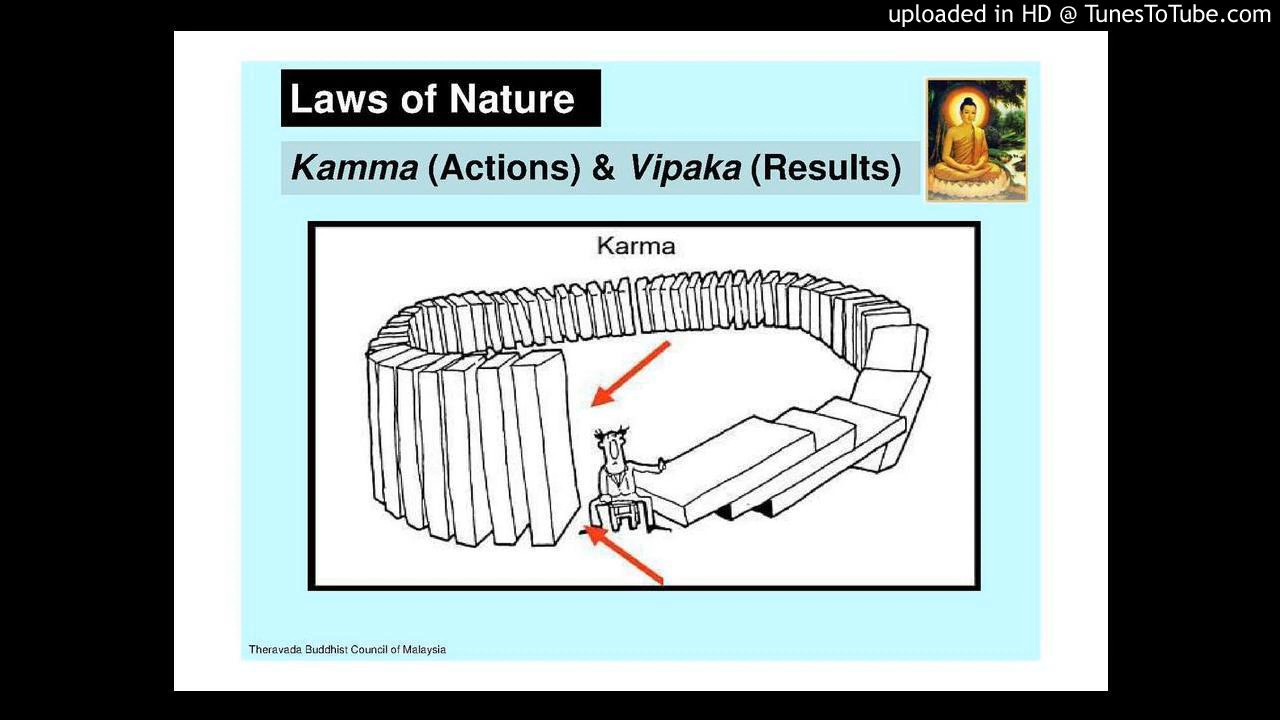 uploaded in HD @ TunesToTube.com
Laws of Nature
Kamma (Actions) & Vipaka (Results)
Karma
Theravada Buddhist Council of Malaysia